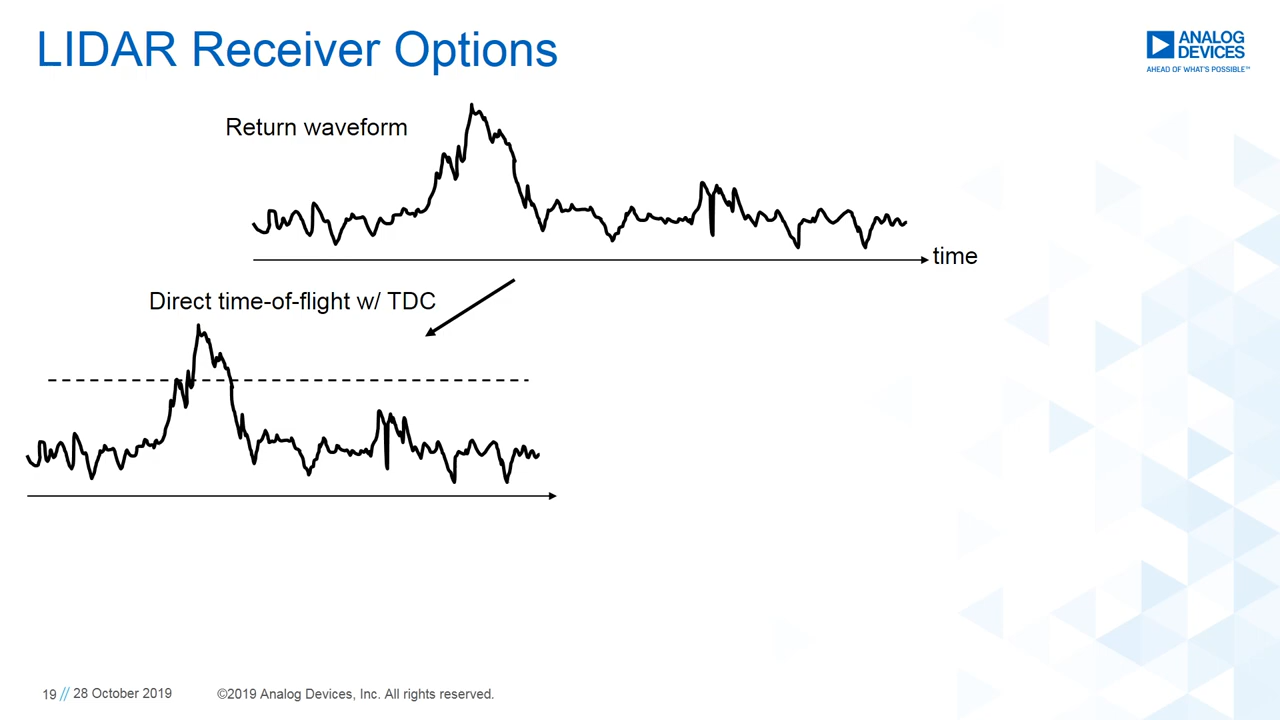 LIDAR Receiver Options
ANALOG
DEVICES
AHEAD OF WHAT'S POSSIBLE™
Return waveform
time
Direct time-of-flight w/ TDC
19 // 28 October 2019 ©2019 Analog Devices, Inc. All rights reserved.